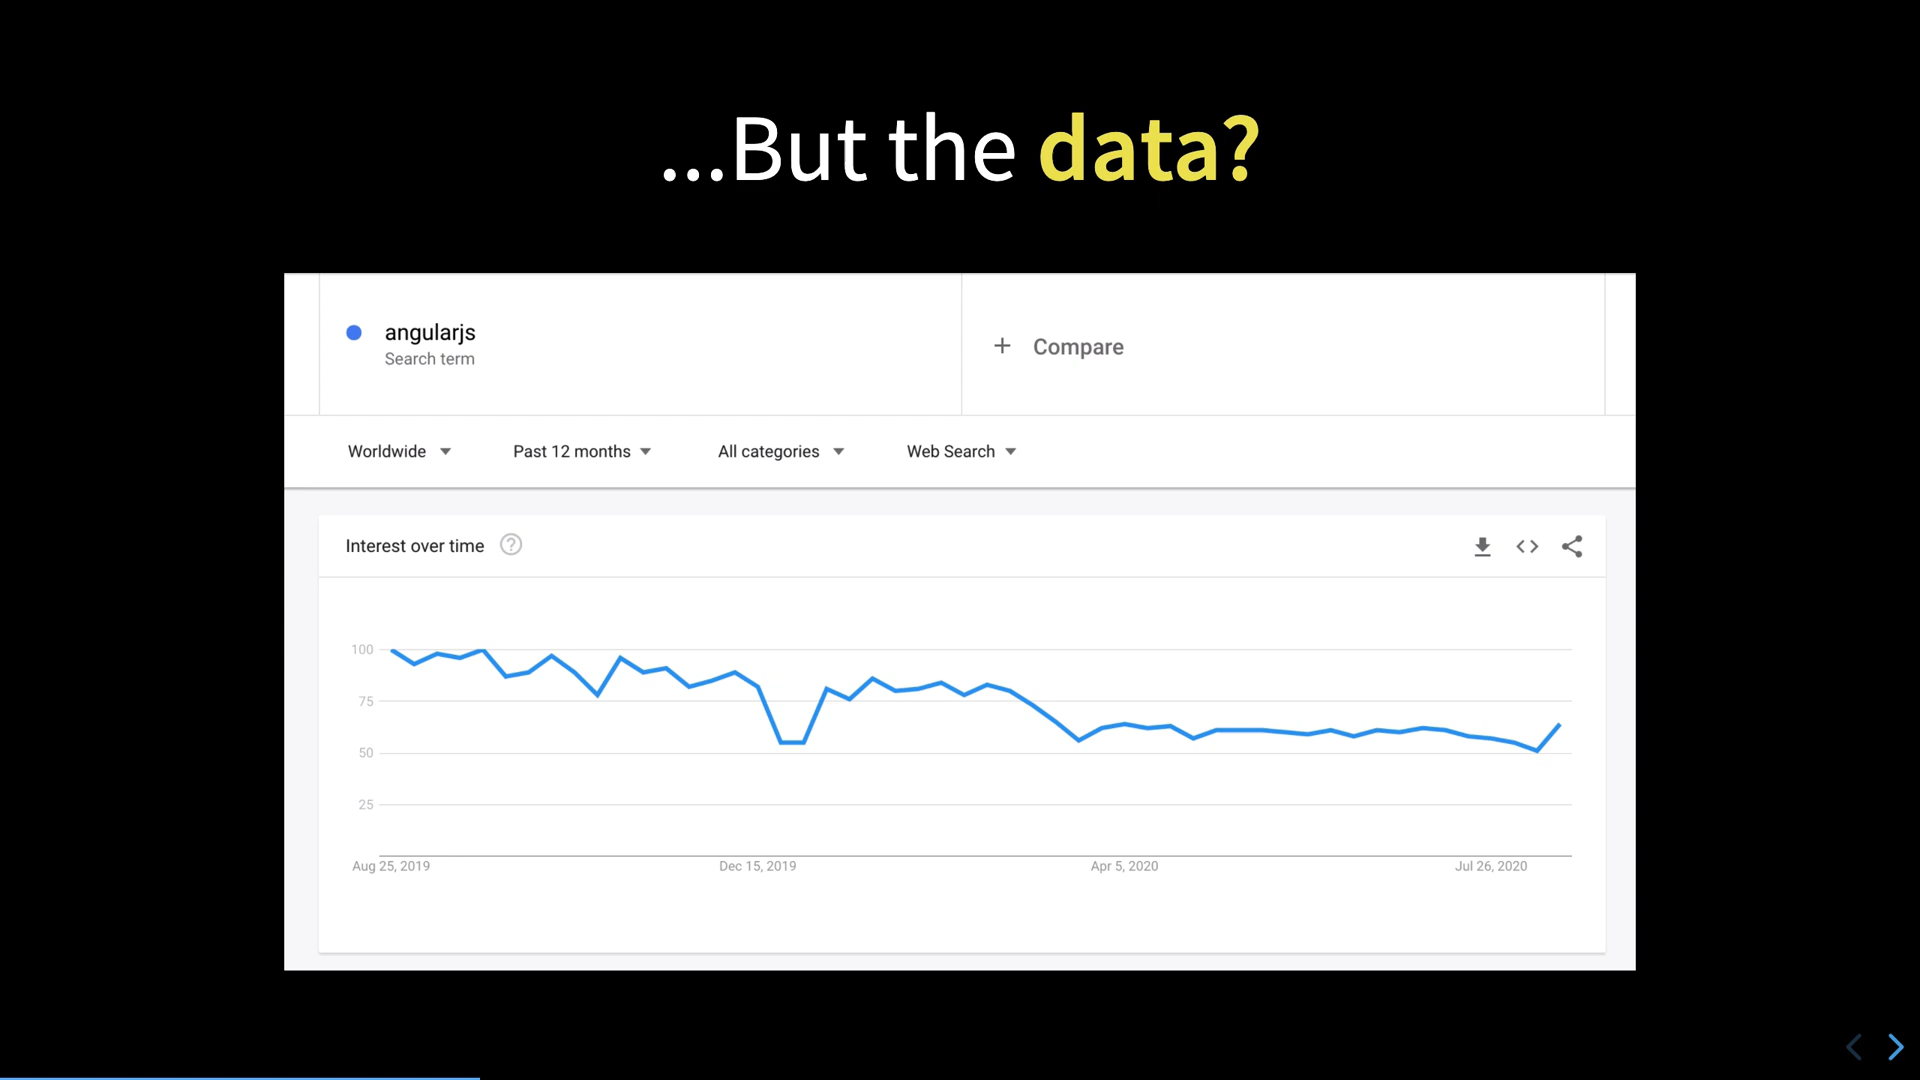 ...But the data?
angularjs
Search term
+ Compare
Worldwide
Past 12 months
All categories
Web Search
Interest over time
100
75
50
25
Aug 25, 2019
Dec 15, 2019
Apr 5, 2020
Jul 26, 2020